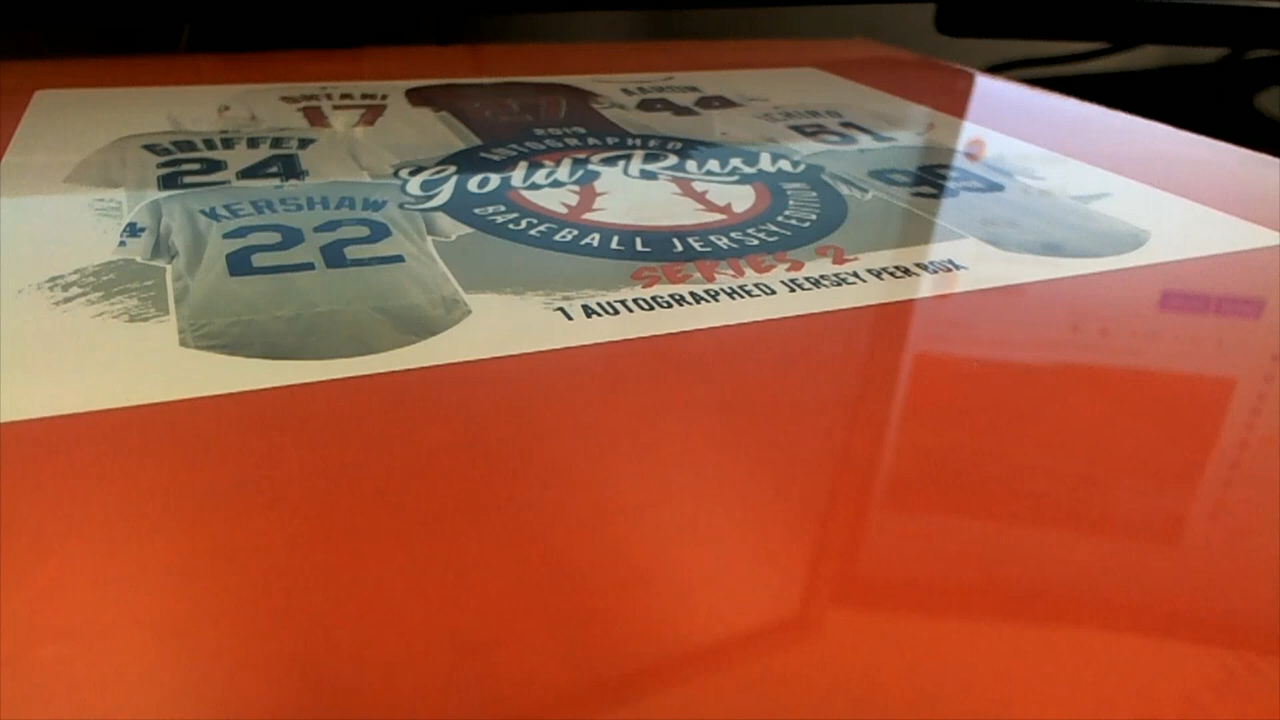 OHTANI
17
27
AARON
44
GRIFFEY
24
ICHIRO
51
KERSHAW
22
99
2019
AUTOGRAPHED
Gold Rush
BASEBALL JERSEY EDITION
SERIES 2
1 AUTOGRAPHED JERSEY PER BOX